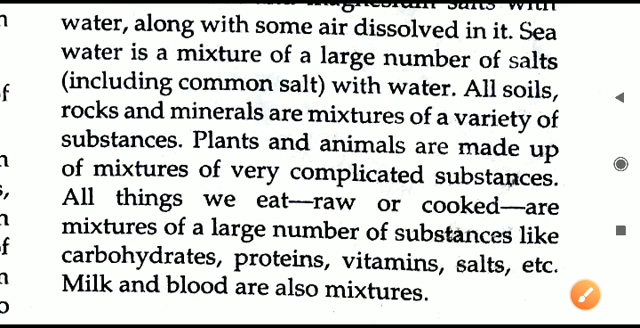 water, along with some air dissolved in it. Sea
water is a mixture of a large number of salts
(including common salt) with water. All soils,
rocks and minerals are mixtures of a variety of
substances. Plants and animals are made up
of mixtures of very complicated substances.
All things we eat—raw or cooked—are
mixtures of a large number of substances like
carbohydrates, proteins, vitamins, salts, etc.
Milk and blood are also mixtures.